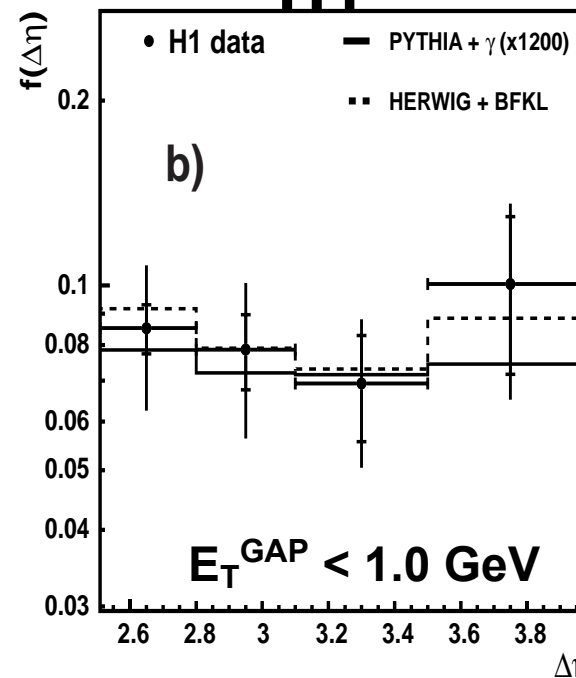 f(Δη)
H1 data
PYTHIA + γ (x1200)
HERWIG + BFKL
b)
0.2
0.1
0.08
0.06
0.05
0.04
0.03
E_T^GAP < 1.0 GeV
2.6 2.8 3 3.2 3.4 3.6 3.8
Δη